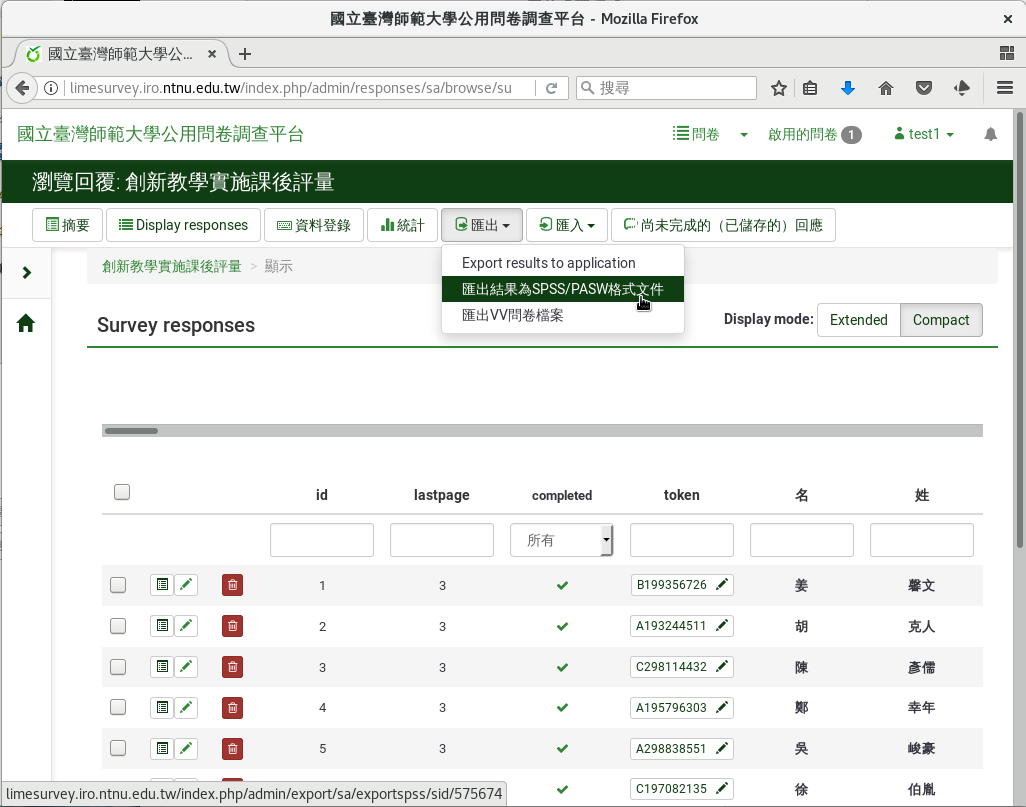 國立臺灣師範大學公用問卷調查平台 - Mozilla Firefox
國立臺灣師範大學公...
limesurvey.iro.ntnu.edu.tw/index.php/admin/responses/sa/browse/su
搜尋
國立臺灣師範大學公用問卷調查平台
問卷 啟用的問卷 1 test1
瀏覽回覆: 創新教學實施課後評量
摘要 Display responses 資料登錄 統計 匯出 匯入 尚未完成的（已儲存的）回應
Export results to application
匯出結果為SPSS/PASW格式文件
匯出VV問卷檔案
創新教學實施課後評量 > 顯示
Survey responses
Display mode: Extended Compact
id lastpage completed token 名 姓
所有
1 3 B199356726 姜 馨文
2 3 A193244511 胡 克人
3 3 C298114432 陳 彥儒
4 3 A195796303 鄭 幸年
5 3 A298838551 吳 峻豪
C197082135 徐 伯胤
limesurvey.iro.ntnu.edu.tw/index.php/admin/export/sa/exportspss/sid/575674